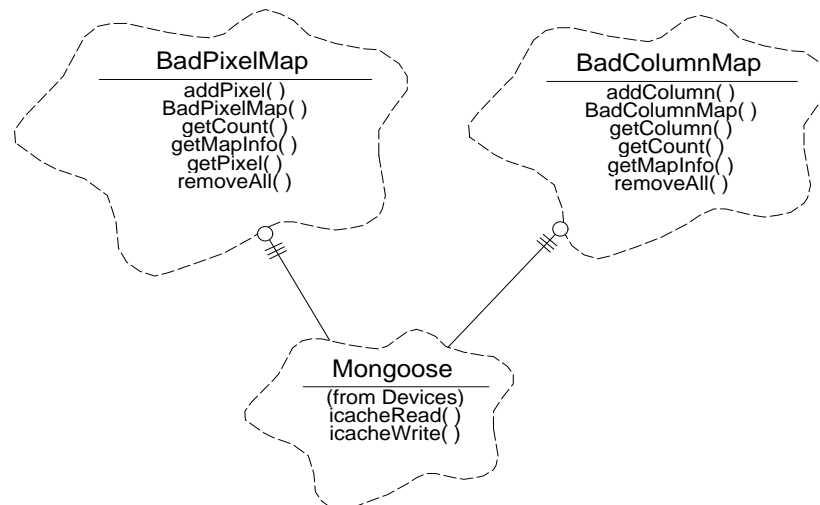 BadPixelMap
addPixel( )
BadPixelMap( )
getCount( )
getMapInfo( )
getPixel( )
removeAll( )
BadColumnMap
addColumn( )
BadColumnMap( )
getColumn( )
getCount( )
getMapInfo( )
removeAll( )
Mongoose
(from Devices)
icacheRead( )
icacheWrite( )